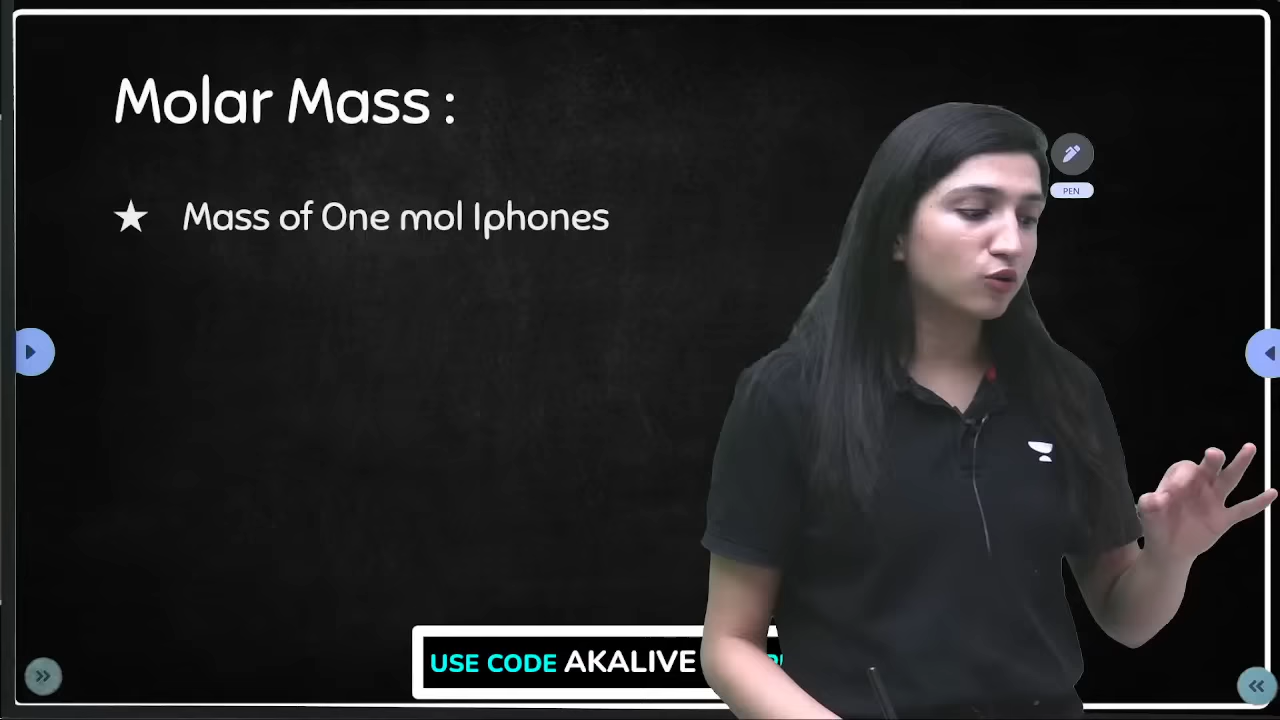 Molar Mass :
★ Mass of One mol Iphones
PEN
USE CODE AKALIVE